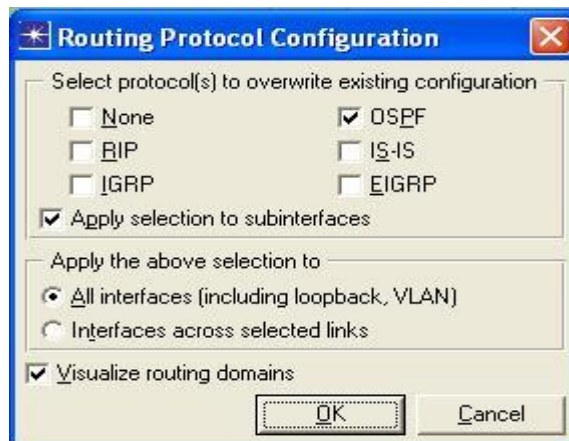 Routing Protocol Configuration
Select protocol(s) to overwrite existing configuration
None
OSPF
RIP
IS-IS
IGRP
EIGRP
Apply selection to subinterfaces
Apply the above selection to
All interfaces (including loopback, VLAN)
Interfaces across selected links
Visualize routing domains
OK
Cancel